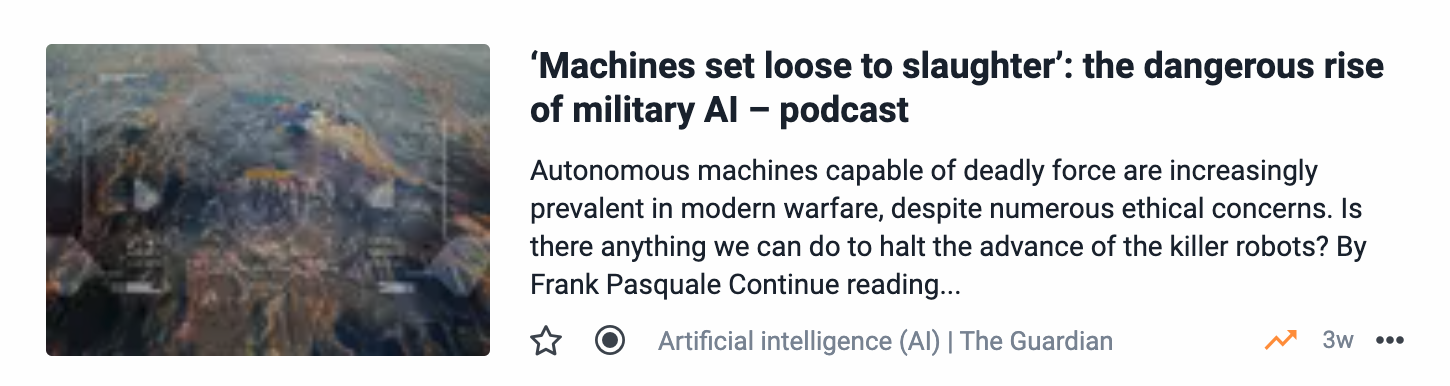 ‘Machines set loose to slaughter’: the dangerous rise
of military AI – podcast
Autonomous machines capable of deadly force are increasingly
prevalent in modern warfare, despite numerous ethical concerns. Is
there anything we can do to halt the advance of the killer robots? By
Frank Pasquale Continue reading...
Artificial intelligence (AI) | The Guardian 3w